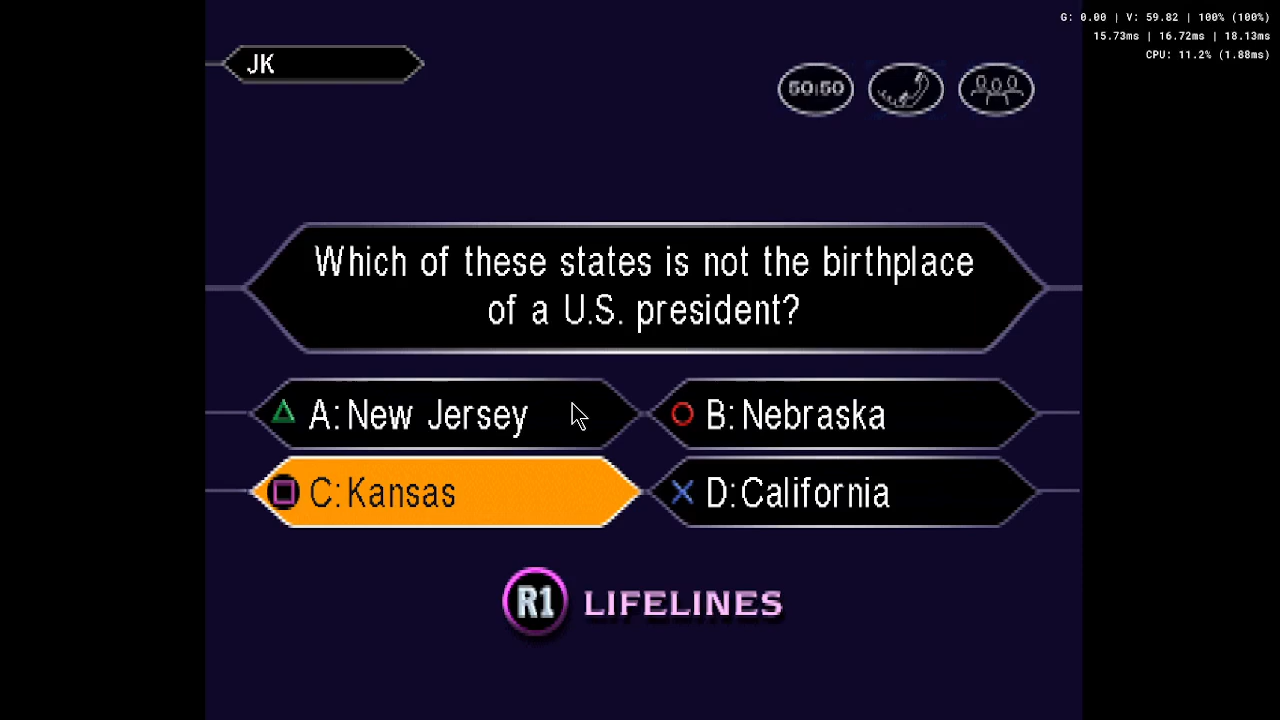 G: 0.00 | V: 59.82 | 100% (100%)
15.73ms | 16.72ms | 18.13ms
CPU: 11.2% (1.88ms)
JK
50:50
Which of these states is not the birthplace
of a U.S. president?
A: New Jersey
B: Nebraska
C: Kansas
D: California
R1 LIFELINES